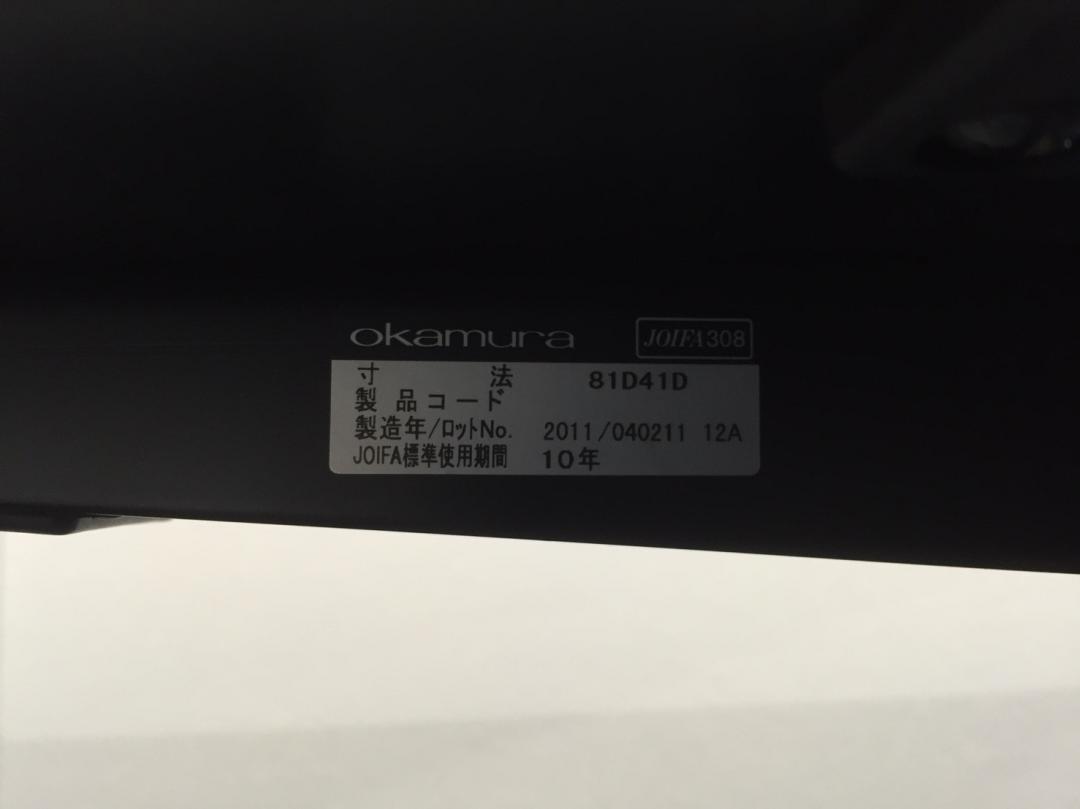 okamura JOIFA308
寸法 81D41D
製品コード
製造年/ロットNo. 2011/040211 12A
JOIFA標準使用期間 10年